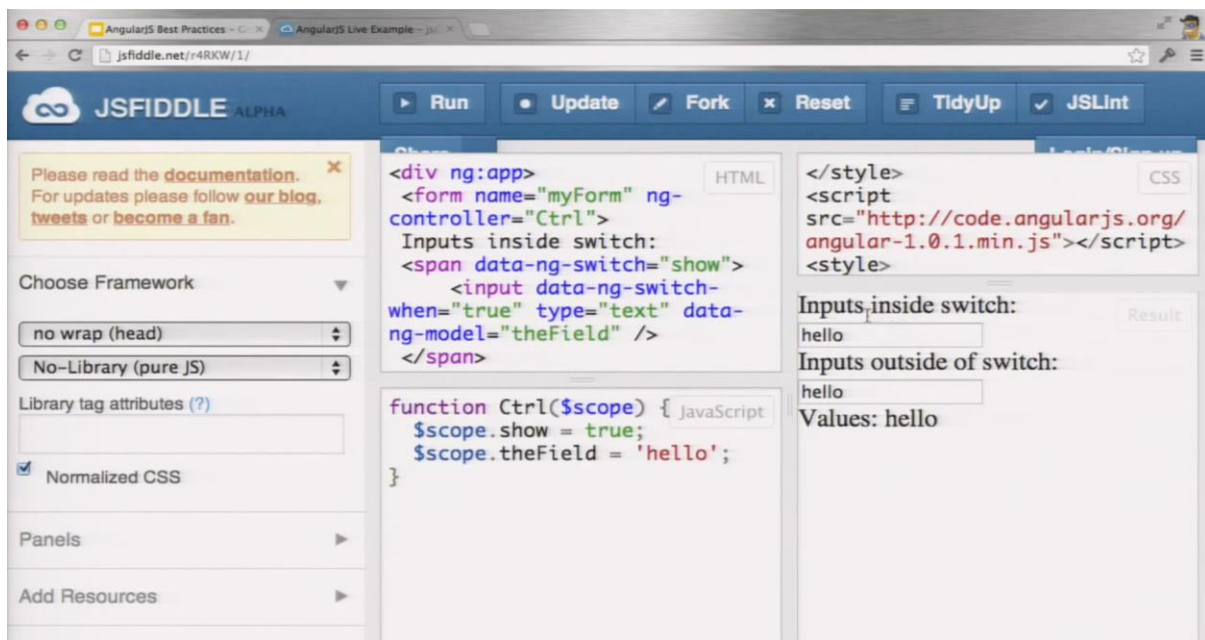 AngularJS Best Practices -
AngularJS Live Example -
jsfiddle.net/r4RKW/1/
JSFIDDLE ALPHA
Run
Update
Fork
Reset
TidyUp
JSLint
Please read the documentation.
For updates please follow our blog,
tweets or become a fan.
Choose Framework
no wrap (head)
No-Library (pure JS)
Library tag attributes (?)
Normalized CSS
Panels
Add Resources
HTML
<div ng:app>
<form name="myForm" ng-
controller="Ctrl">
Inputs inside switch:
<span data-ng-switch="show">
<input data-ng-switch-
when="true" type="text" data-
ng-model="theField" />
</span>
JavaScript
function Ctrl($scope) {
$scope.show = true;
$scope.theField = 'hello';
}
CSS
</style>
<script
src="http://code.angularjs.org/
angular-1.0.1.min.js"></script>
<style>
Result
Inputs inside switch:
hello
Inputs outside of switch:
hello
Values: hello